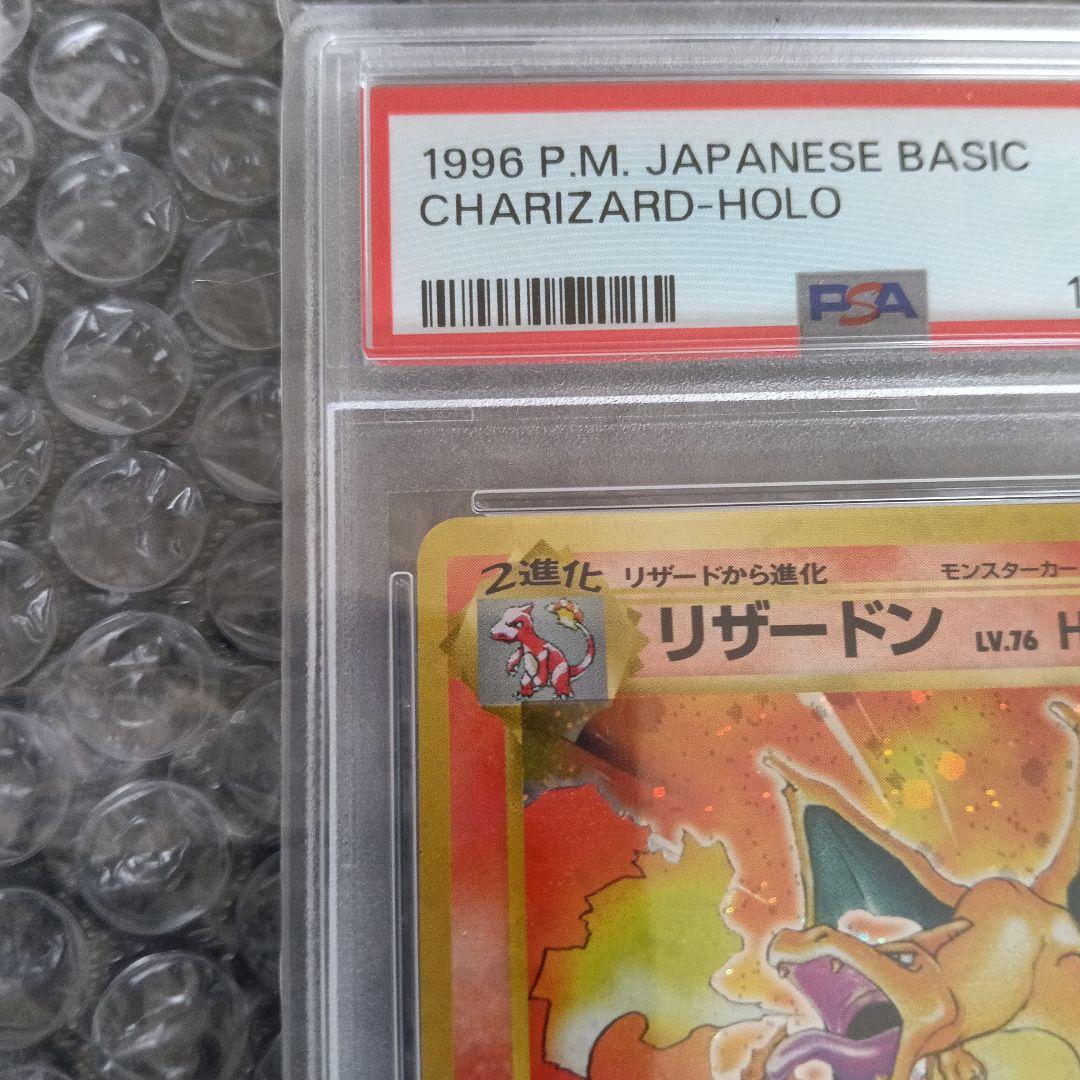 1996 P.M. JAPANESE BASIC
CHARIZARD-HOLO
PSA
1
2進化
リザードから進化
モンスターカー
リザードン LV.76 H